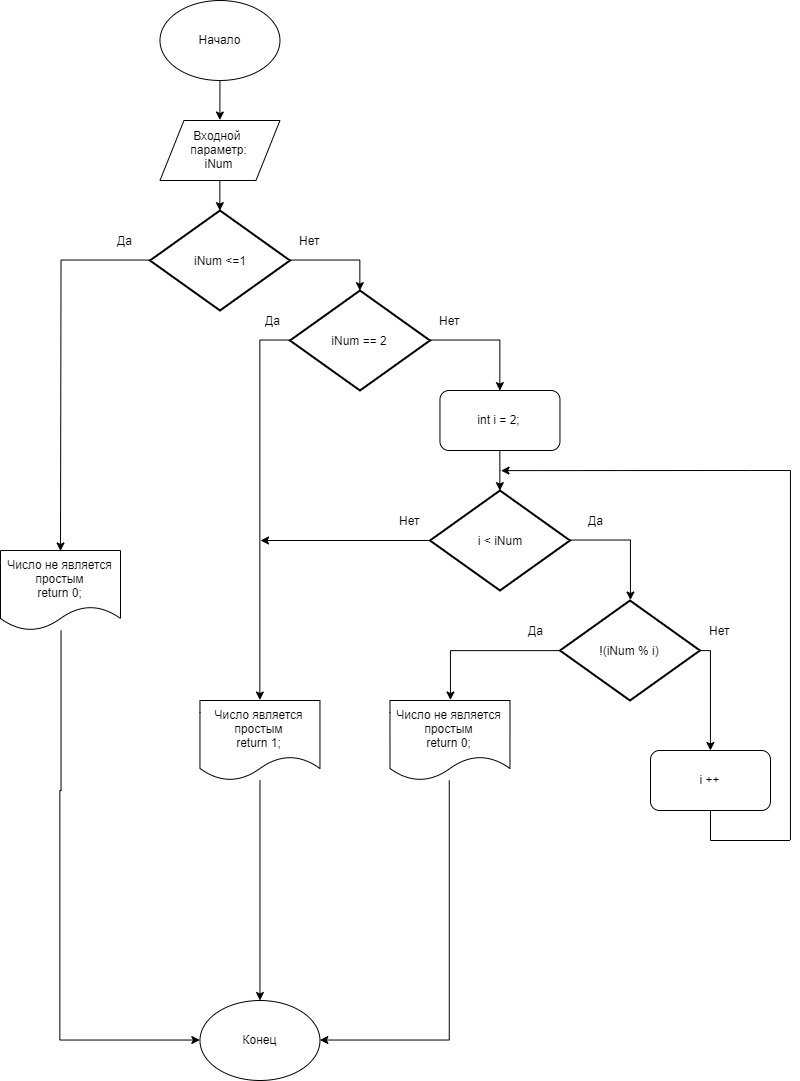 Начало
Входной
параметр:
iNum
Да
iNum <=1
Нет
Да
iNum == 2
Нет
int i = 2;
Нет
i < iNum
Да
Число не является
простым
return 0;
Да
!(iNum % i)
Нет
Число является
простым
return 1;
Число не является
простым
return 0;
i ++
Конец